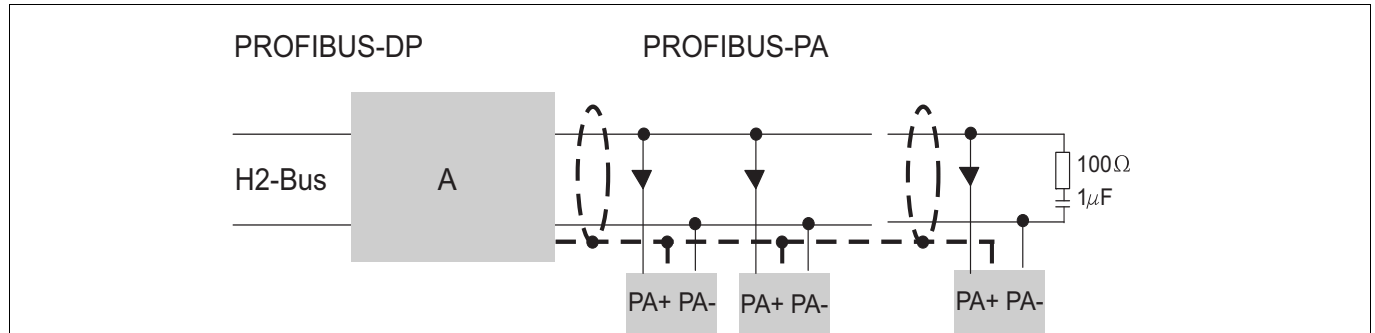 PROFIBUS-DP
PROFIBUS-PA
H2-Bus
A
100Ω
1µF
PA+ PA-
PA+ PA-
PA+ PA-